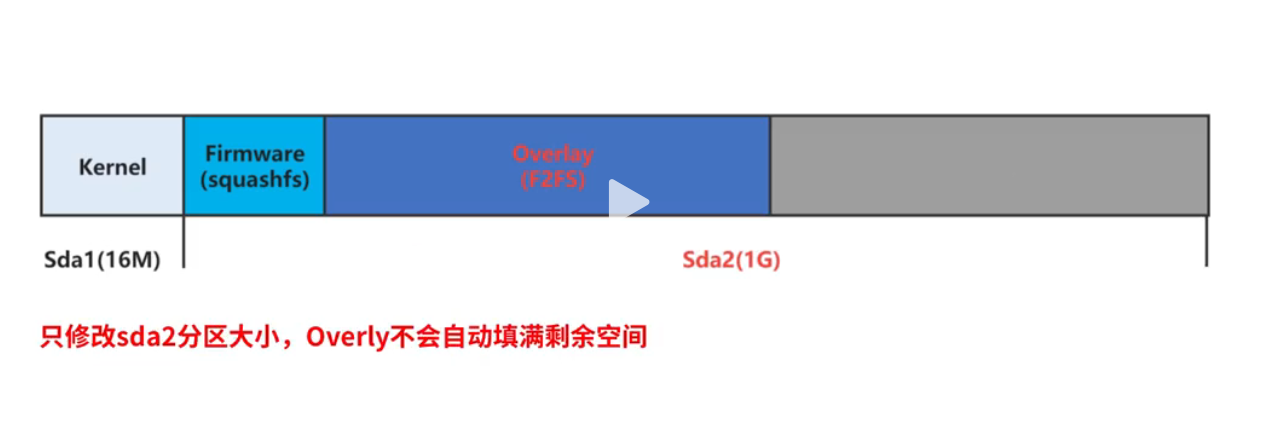 Kernel
Firmware
(squashfs)
Overlay
(F2FS)
Sda1(16M)
Sda2(1G)
只修改sda2分区大小，Overly不会自动填满剩余空间